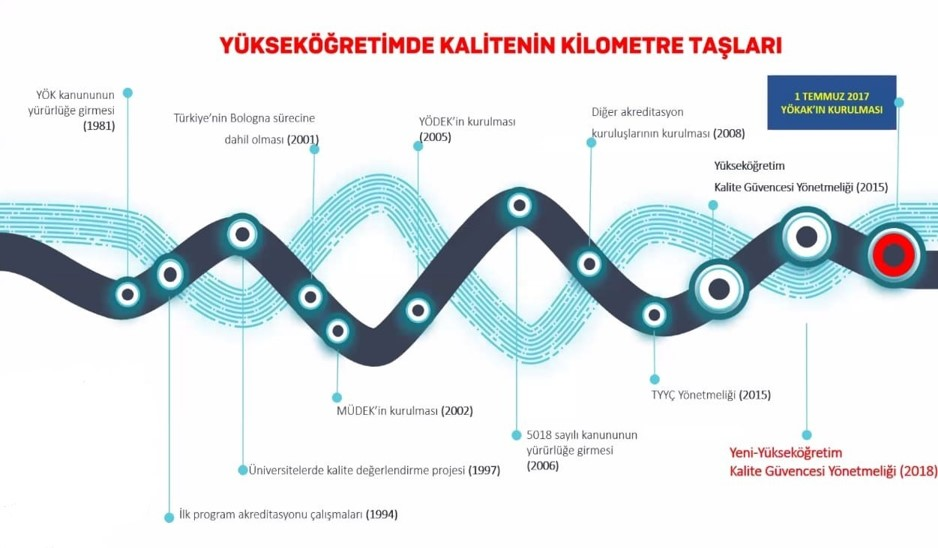 YÜKSEKÖĞRETİMDE KALİTENİN KİLOMETRE TAŞLARI
YÖK kanununun
yürürlüğe girmesi
(1981)
Türkiye'nin Bologna sürecine
dahil olması (2001)
YÖDEK'in kurulması
(2005)
Diğer akreditasyon
kuruluşlarının kurulması (2008)
1 TEMMUZ 2017
YÖKAK'IN KURULMASI
Yükseköğretim
Kalite Güvencesi Yönetmeliği (2015)
TYYÇ Yönetmeliği (2015)
MÜDEK'in kurulması (2002)
5018 sayılı kanununun
yürürlüğe girmesi
(2006)
Yeni-Yükseköğretim
Kalite Güvencesi Yönetmeliği (2018)
Üniversitelerde kalite değerlendirme projesi (1997)
İlk program akreditasyonu çalışmaları (1994)